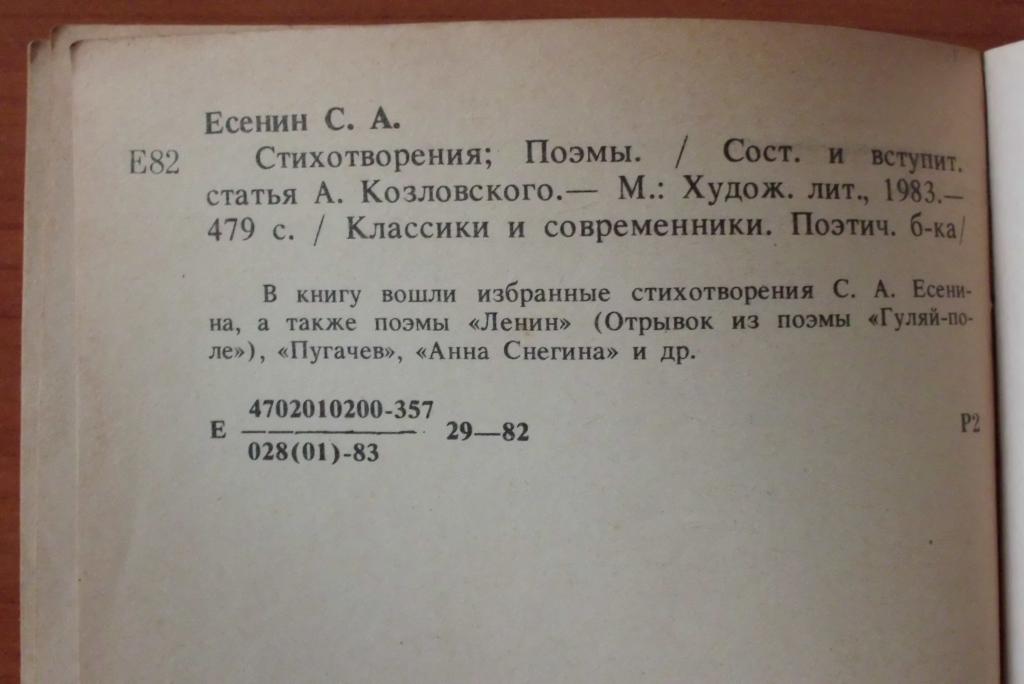 Есенин С. А.
Е82 Стихотворения; Поэмы. / Сост. и вступит.
статья А. Козловского.— М.: Худож. лит., 1983.—
479 с. / Классики и современники. Поэтич. б-ка/
В книгу вошли избранные стихотворения С. А. Есени-
на, а также поэмы «Ленин» (Отрывок из поэмы «Гуляй-по-
ле»), «Пугачев», «Анна Снегина» и др.
4702010200-357
Е 29—82
028(01)-83
Р2